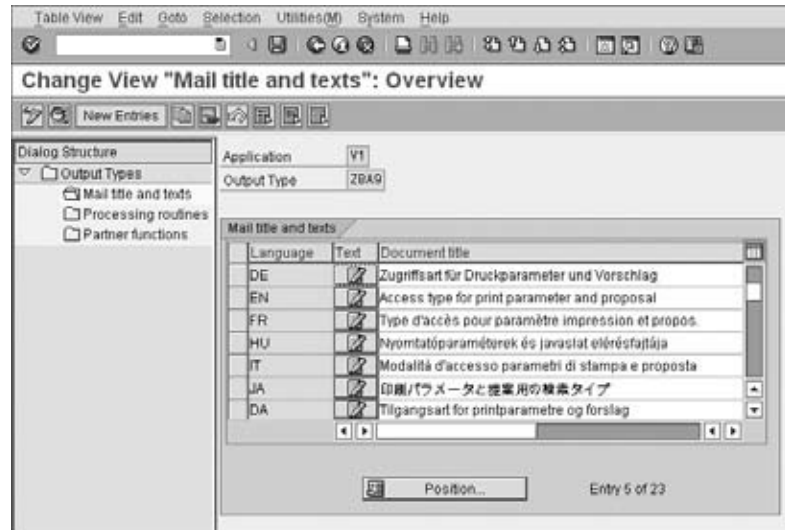 Table View Edit Goto Selection Utilities(M) System Help
Change View "Mail title and texts": Overview
New Entries
Dialog Structure
Output Types
Mail title and texts
Processing routines
Partner functions
Application V1
Output Type ZBA9
Mail title and texts
Language Text Document title
DE Zugriffsart für Druckparameter und Vorschlag
EN Access type for print parameter and proposal
FR Type d'accès pour paramètre impression et propos.
HU Nyomtatóparaméterek és javaslat elérésfajtája
IT Modalità d'accesso parametri di stampa e proposta
JA 印刷パラメータと提案用の検索タイプ
DA Tilgangsart for printparametre og forslag
Position... Entry 5 of 23